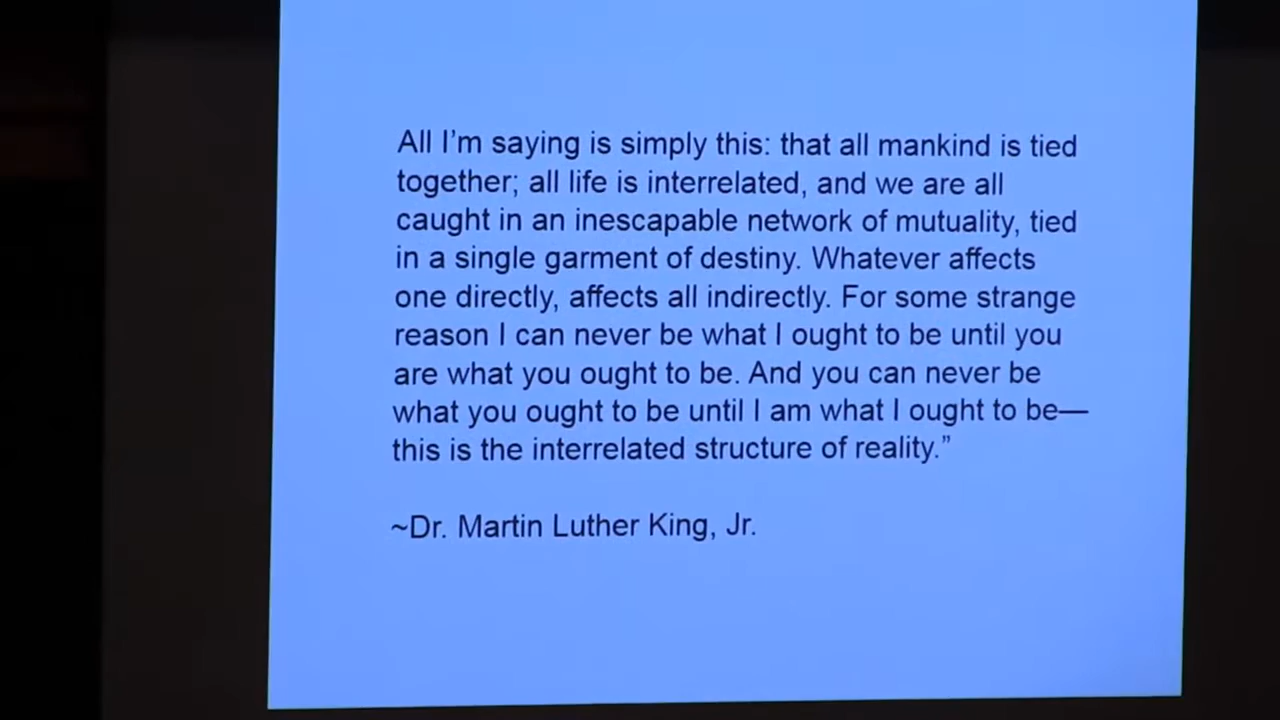 All I'm saying is simply this: that all mankind is tied
together; all life is interrelated, and we are all
caught in an inescapable network of mutuality, tied
in a single garment of destiny. Whatever affects
one directly, affects all indirectly. For some strange
reason I can never be what I ought to be until you
are what you ought to be. And you can never be
what you ought to be until I am what I ought to be—
this is the interrelated structure of reality.”
~Dr. Martin Luther King, Jr.